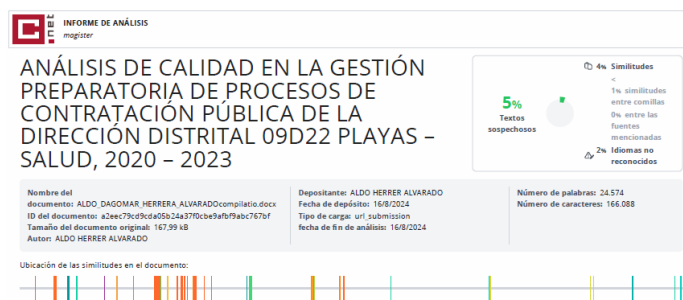 .net
INFORME DE ANÁLISIS
magister
ANÁLISIS DE CALIDAD EN LA GESTIÓN
PREPARATORIA DE PROCESOS DE
CONTRATACIÓN PÚBLICA DE LA
DIRECCIÓN DISTRITAL 09D22 PLAYAS –
SALUD, 2020 – 2023
5%
Textos
sospechosos
4% Similitudes
<
1% similitudes
entre comillas
0% entre las
fuentes
mencionadas
2% Idiomas no
reconocidos
Nombre del
documento: ALDO_DAGOMAR_HERRERA_ALVARADOcompilatio.docx
ID del documento: a2eec79cd9cda05b24a37f0cbe9afbf9abc767bf
Tamaño del documento original: 167,99 kB
Autor: ALDO HERRER ALVARADO
Depositante: ALDO HERRER ALVARADO
Fecha de depósito: 16/8/2024
Tipo de carga: url_submission
fecha de fin de análisis: 16/8/2024
Número de palabras: 24.574
Número de caracteres: 166.088
Ubicación de las similitudes en el documento: